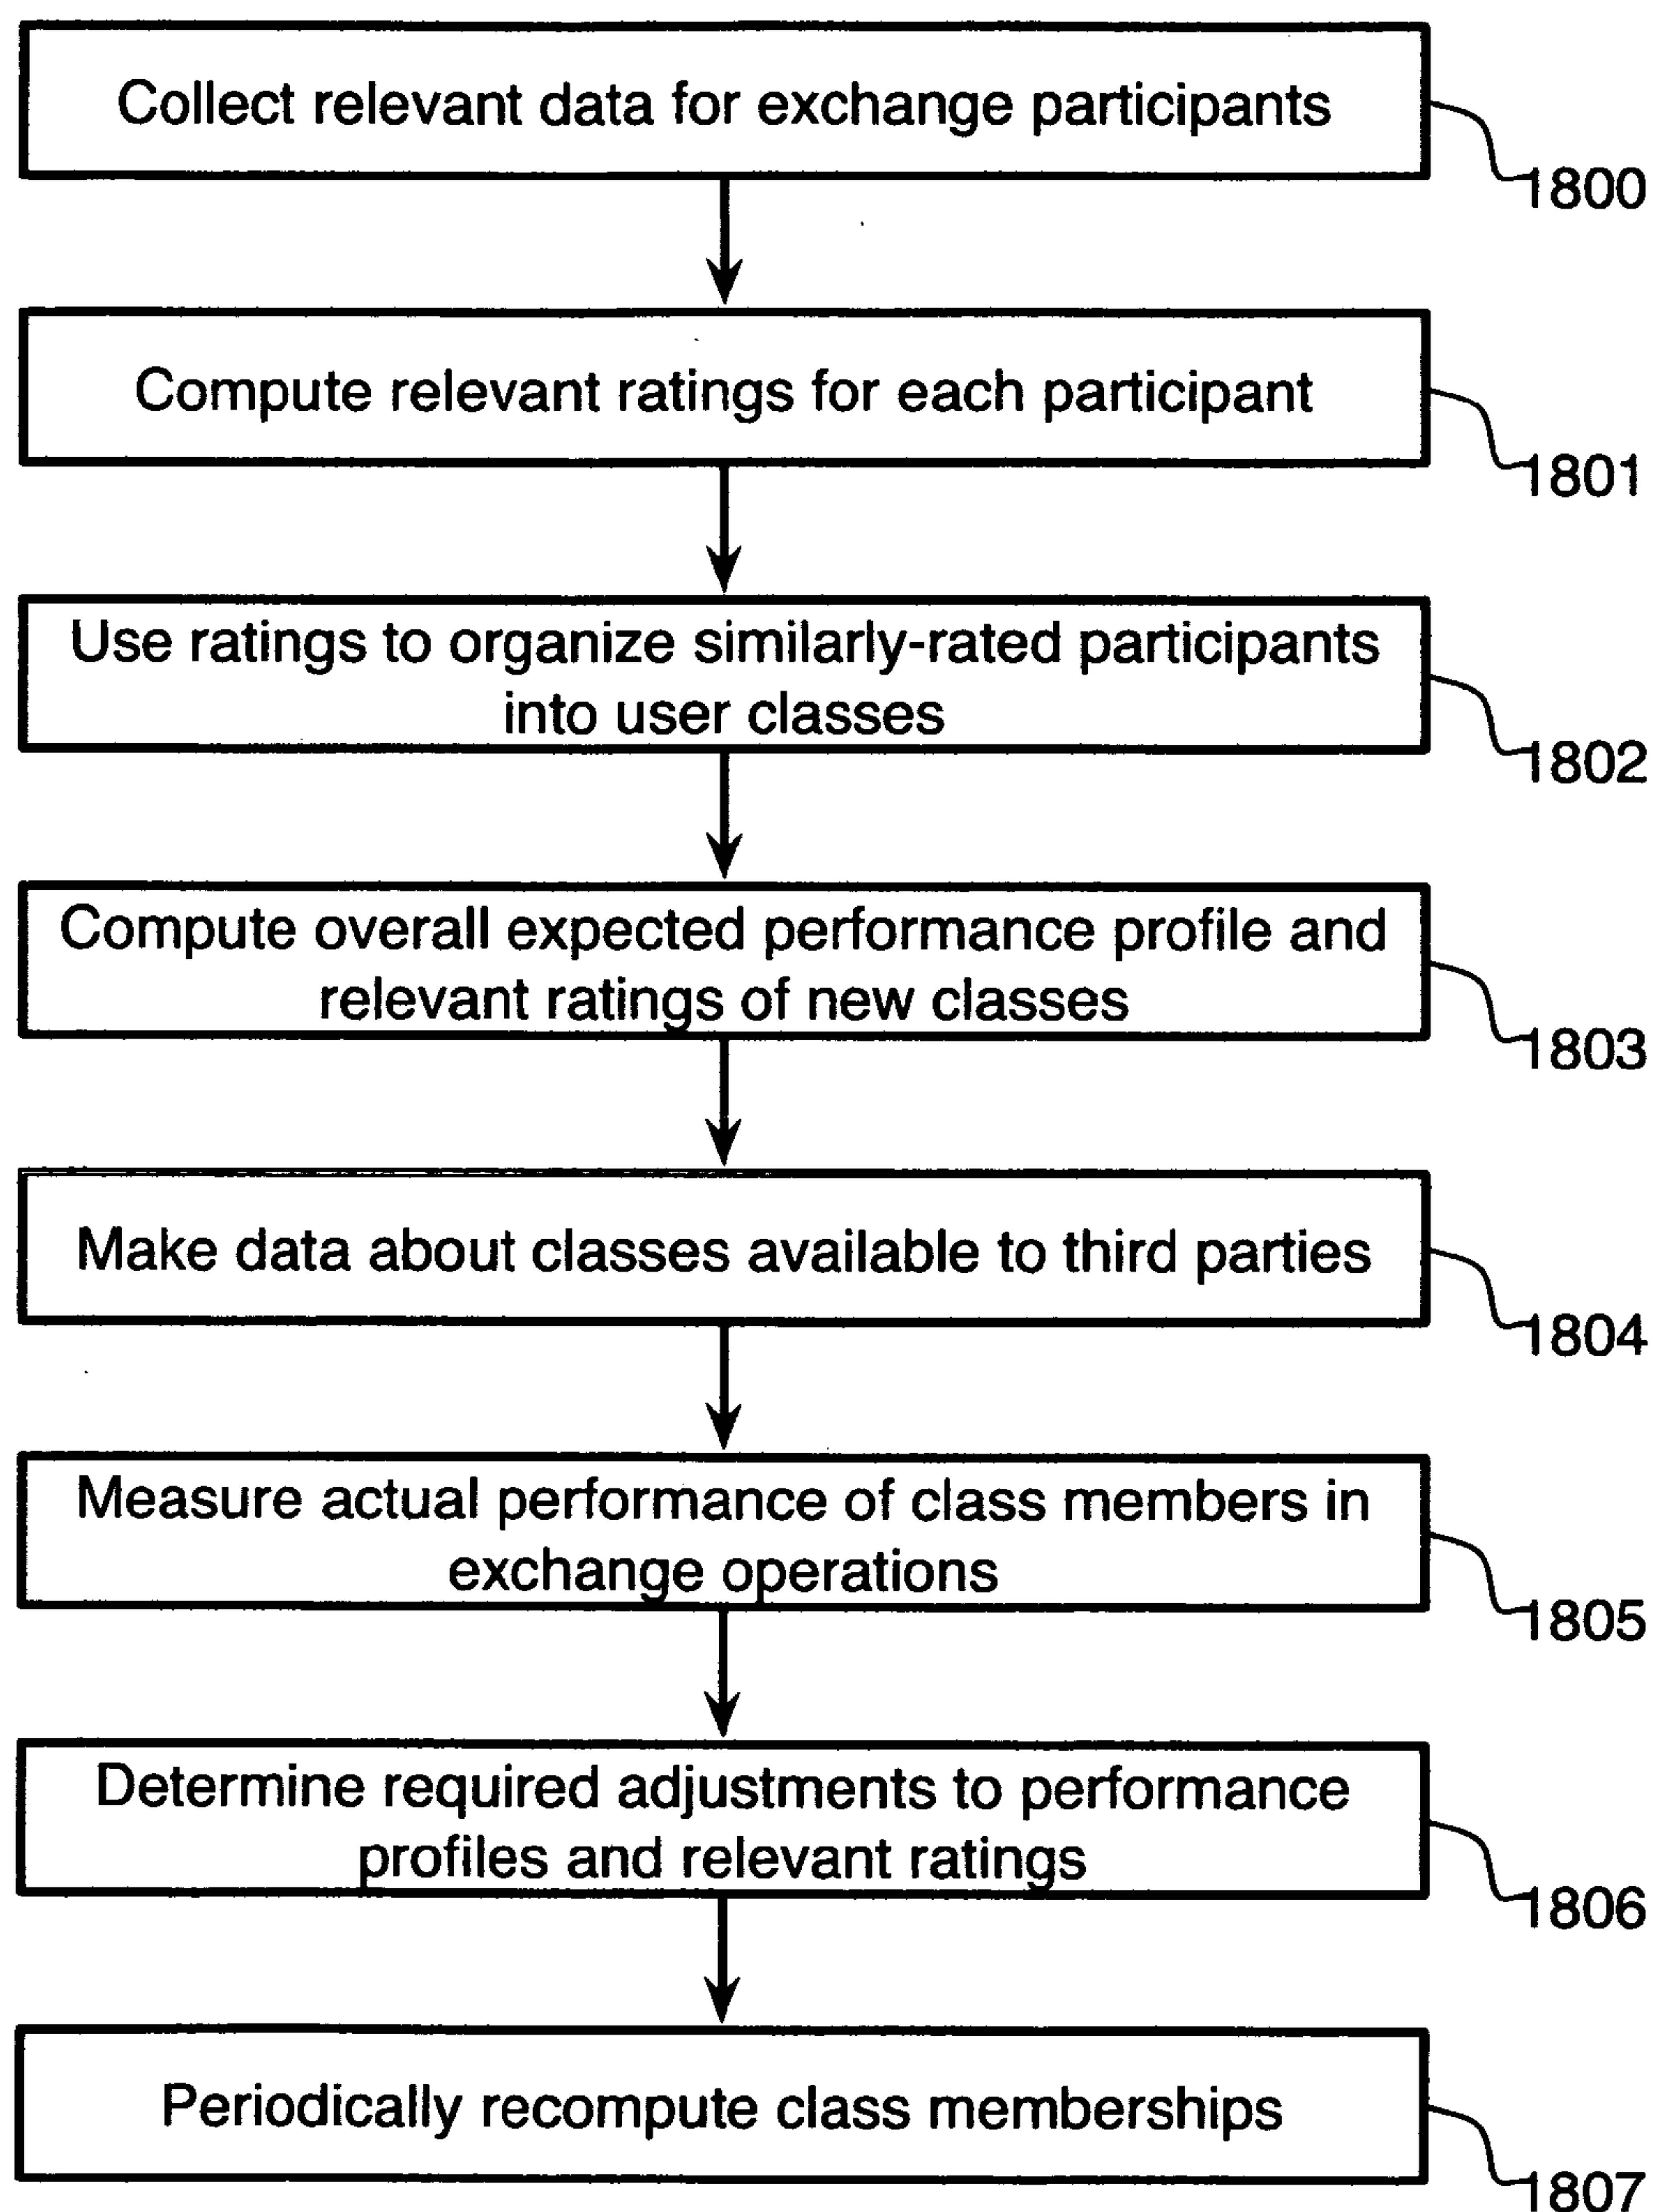 Collect relevant data for exchange participants
1800
Compute relevant ratings for each participant
1801
Use ratings to organize similarly-rated participants
into user classes
1802
Compute overall expected performance profile and
relevant ratings of new classes
1803
Make data about classes available to third parties
1804
Measure actual performance of class members in
exchange operations
1805
Determine required adjustments to performance
profiles and relevant ratings
1806
Periodically recompute class memberships
1807